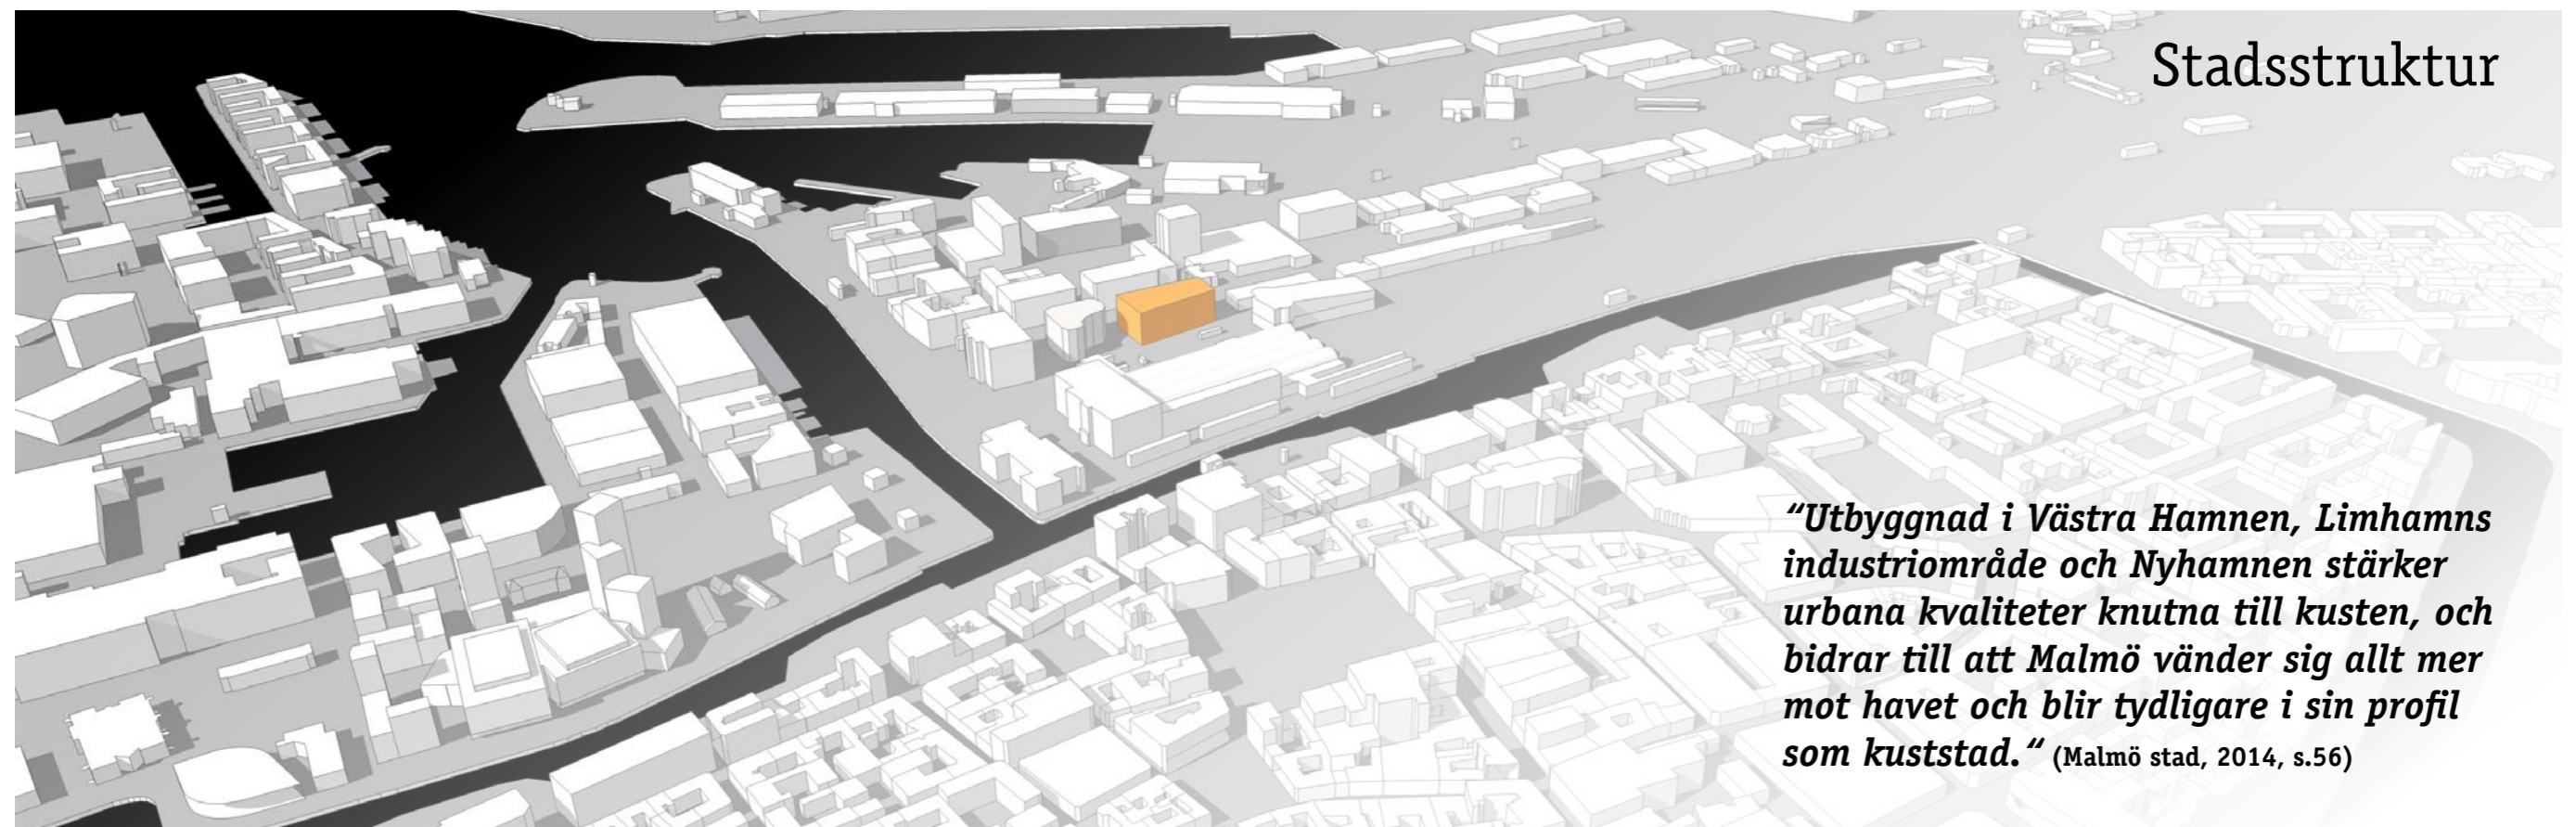 Stadsstruktur
“Utbyggnad i Västra Hamnen, Limhamns
industriområde och Nyhamnen stärker
urbana kvaliteter knutna till kusten, och
bidrar till att Malmö vänder sig allt mer
mot havet och blir tydligare i sin profil
som kuststad.“ (Malmö stad, 2014, s.56)